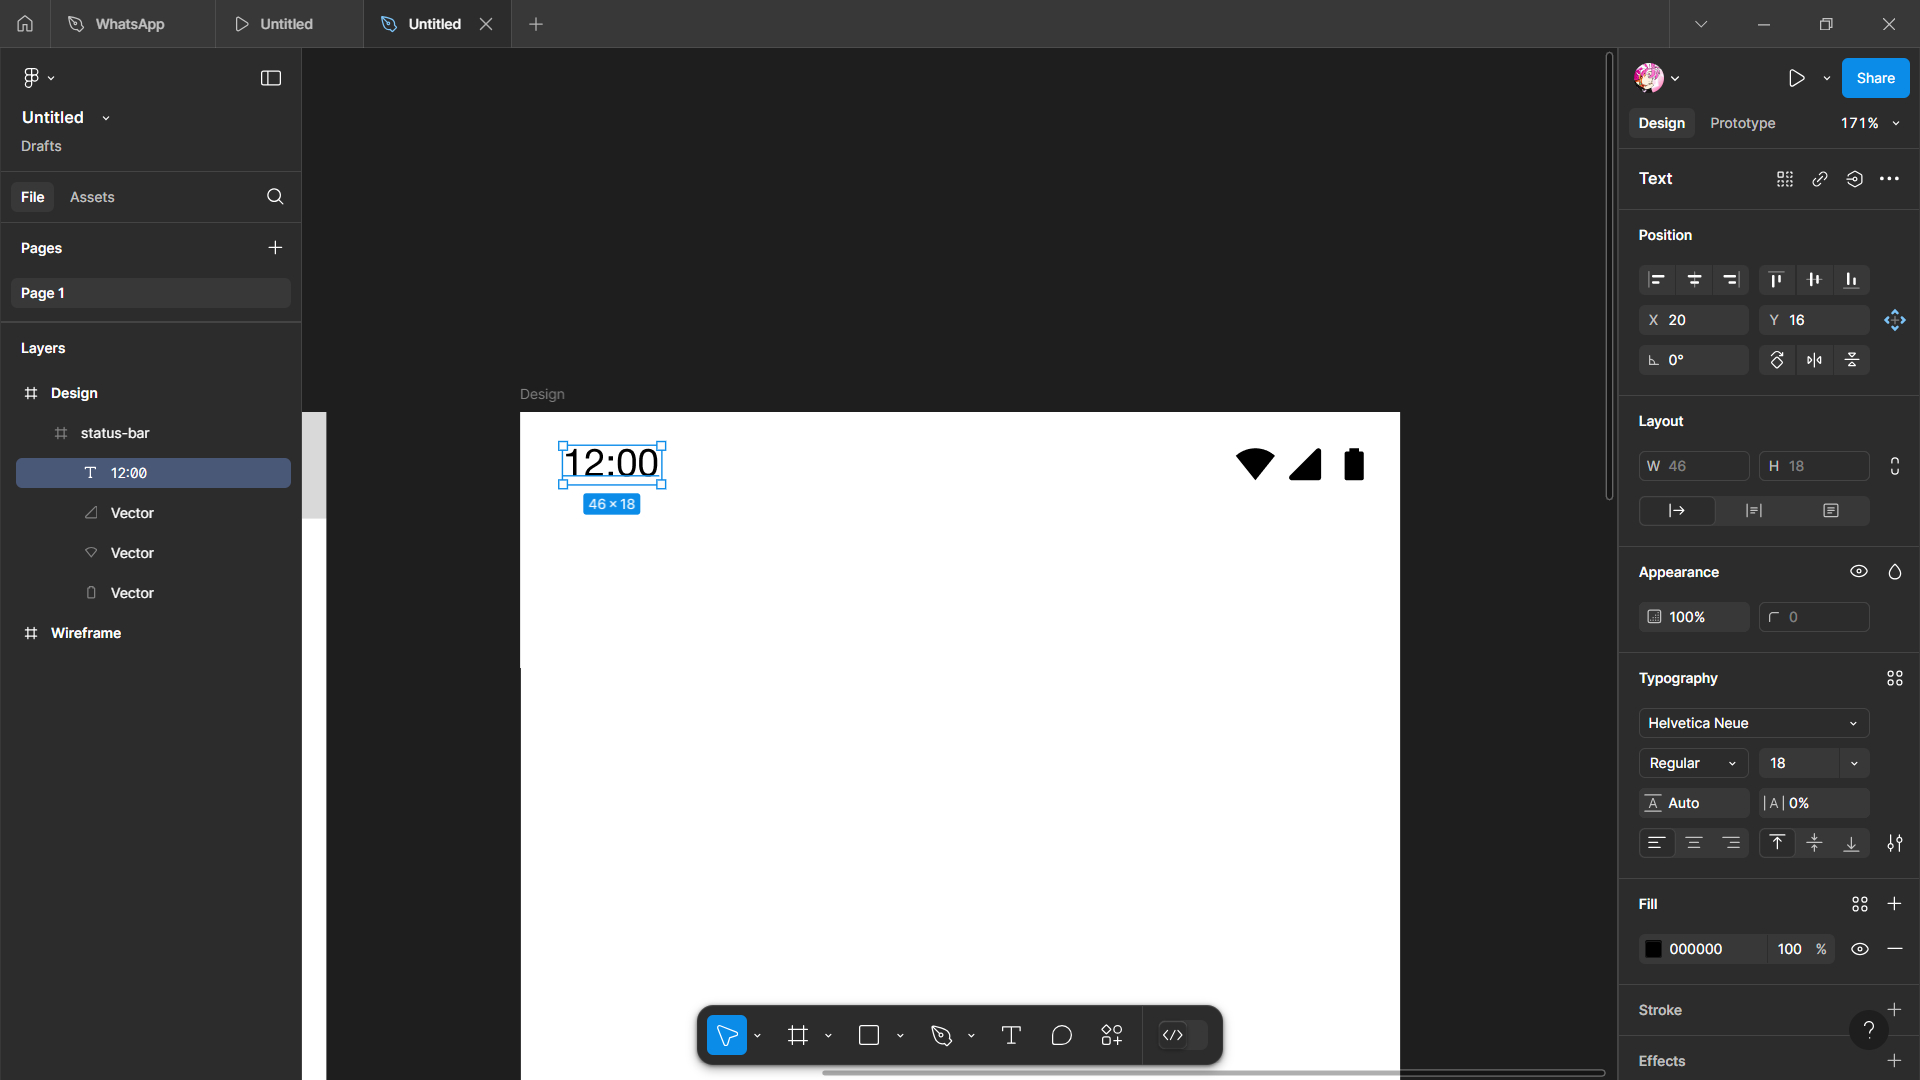 WhatsApp
Untitled
Untitled
Untitled
Drafts
File
Assets
Pages
Page 1
Layers
Design
status-bar
12:00
Vector
Vector
Vector
Wireframe
Design
12:00
46 × 18
Share
Design
Prototype
171%
Text
Position
X 20
Y 16
0°
Layout
W 46
H 18
Appearance
100%
0
Typography
Helvetica Neue
Regular
18
Auto
0%
Fill
000000
100 %
Stroke
Effects
?